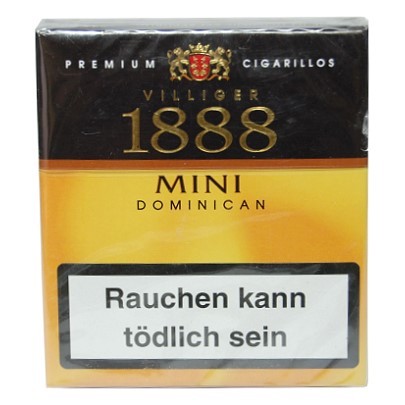 PREMIUM CIGARILLOS
VILLIGER
1888
MINI
DOMINICAN
Rauchen kann
tödlich sein